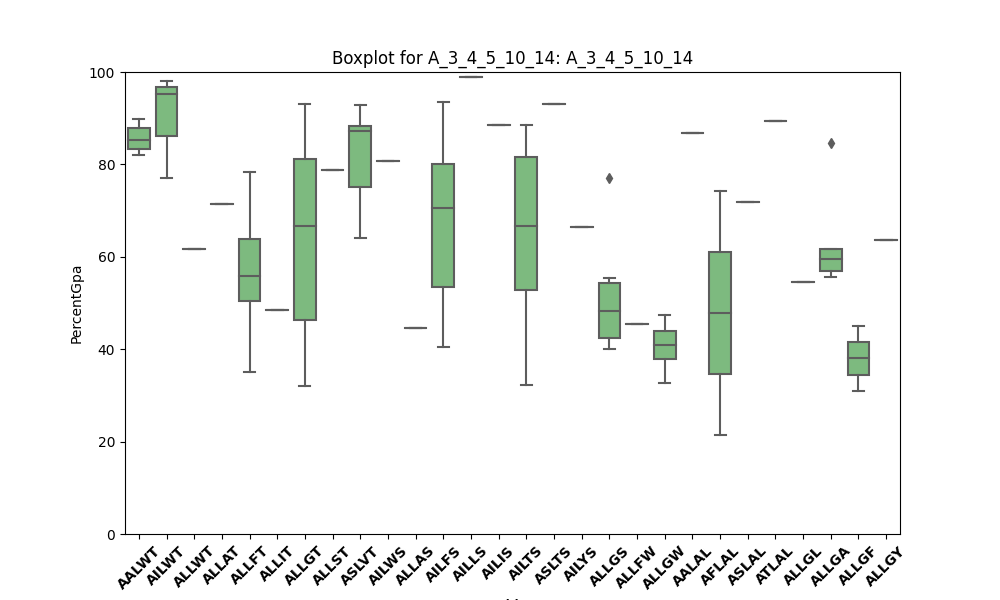 Boxplot for A_3_4_5_10_14: A_3_4_5_10_14
PercentGpa
100
80
60
40
20
0
AALWT
AILWT
ALLWT
ALLAT
ALLFT
ALLIT
ALLGT
ALLST
ASLVT
AILWS
ALLAS
AILFS
AILLS
AILIS
AILTS
ASLTS
AILYS
ALLGS
ALLFW
ALLGW
AALAL
AFLAL
ASLAL
ATLAL
ALLGL
ALLGA
ALLGF
ALLGY